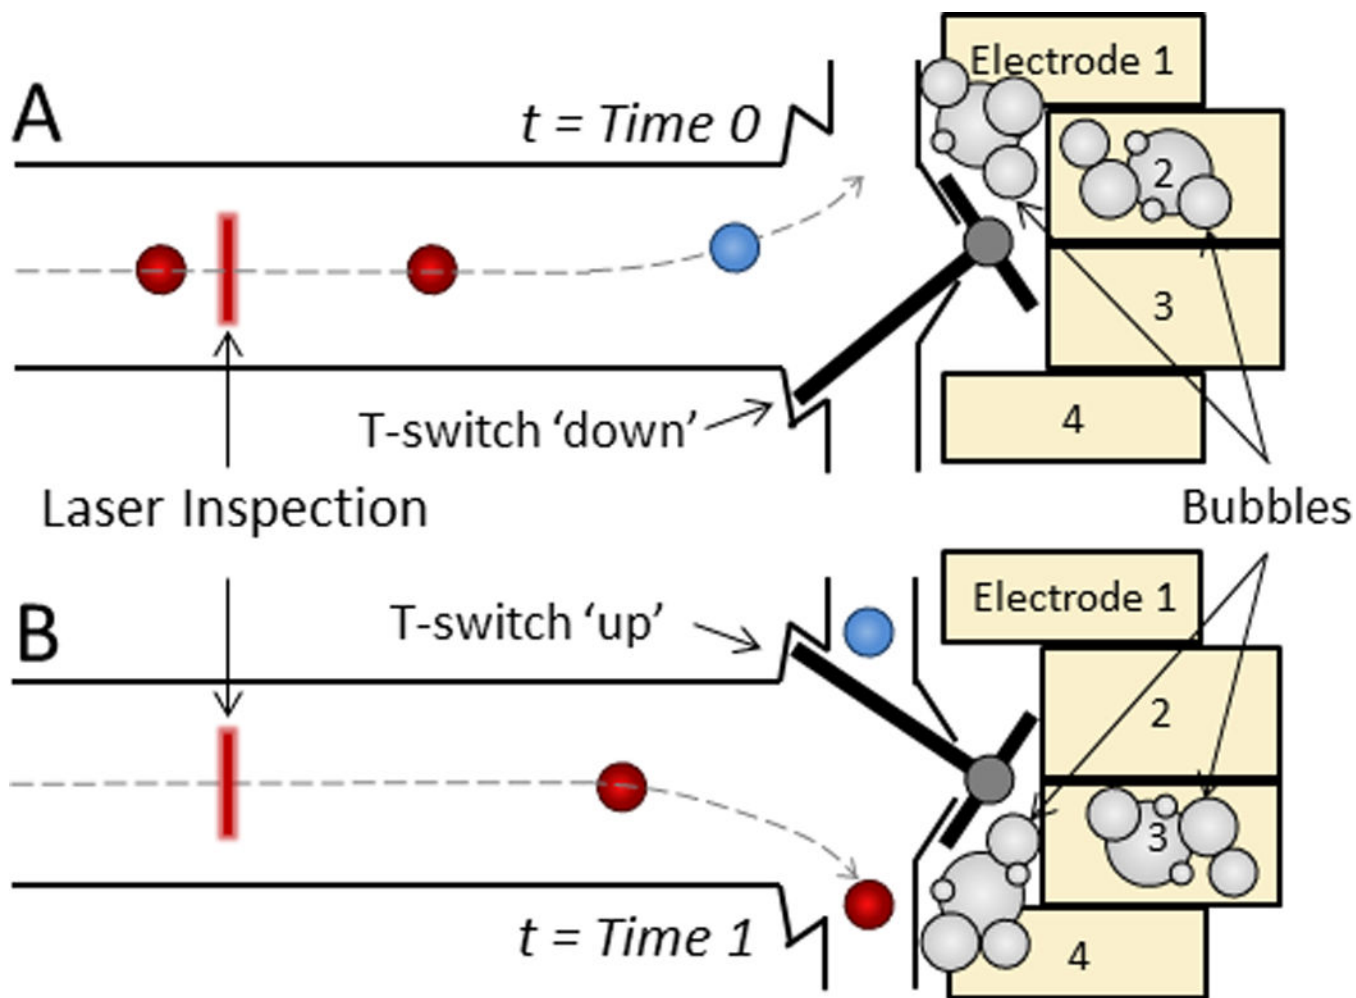 A
t = Time 0
Electrode 1
2
3
4
T-switch ‘down’
Laser Inspection
Bubbles
B
T-switch ‘up’
Electrode 1
2
3
4
t = Time 1